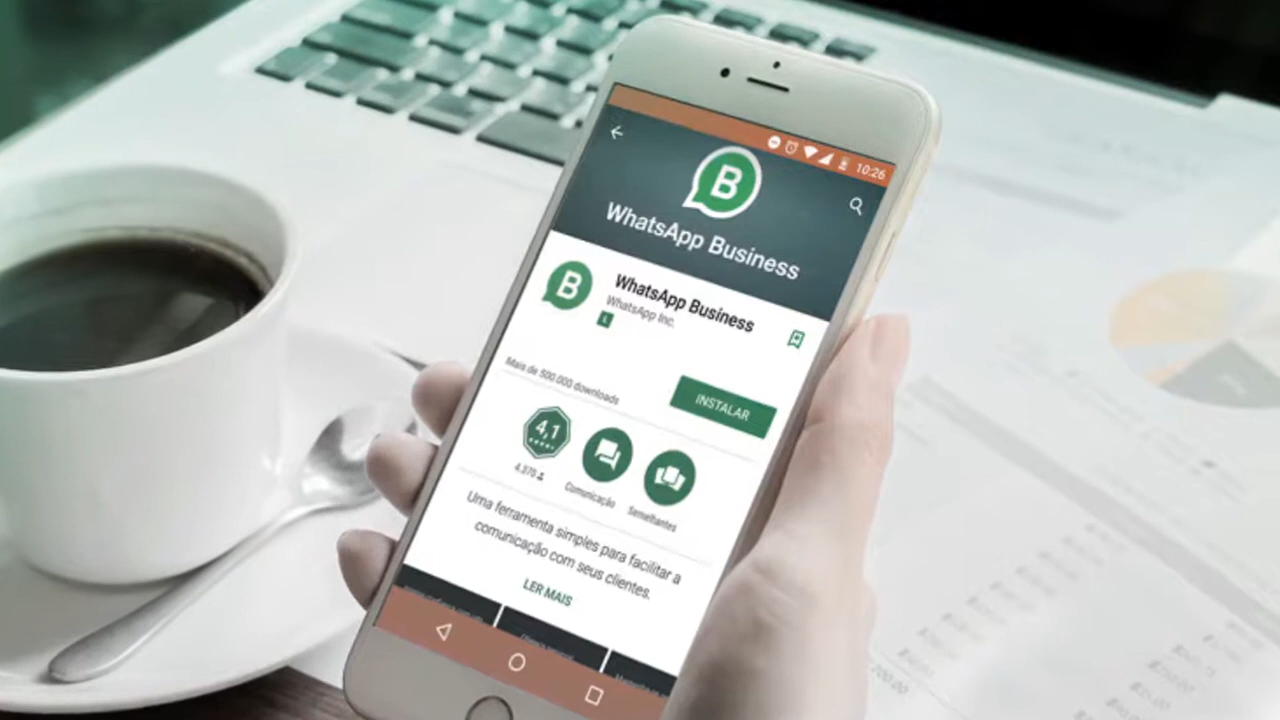 10:26
B
WhatsApp Business
B
WhatsApp Business
WhatsApp Inc.
Mais de 500.000 downloads
INSTALAR
4,1
4.370
Comunicação
Semelhantes
Uma ferramenta simples para facilitar a
comunicação com seus clientes.
LER MAIS